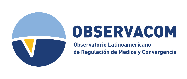 OBSERVACOM
Observatorio Latinoamericano
de Regulación de Medios y Convergencia